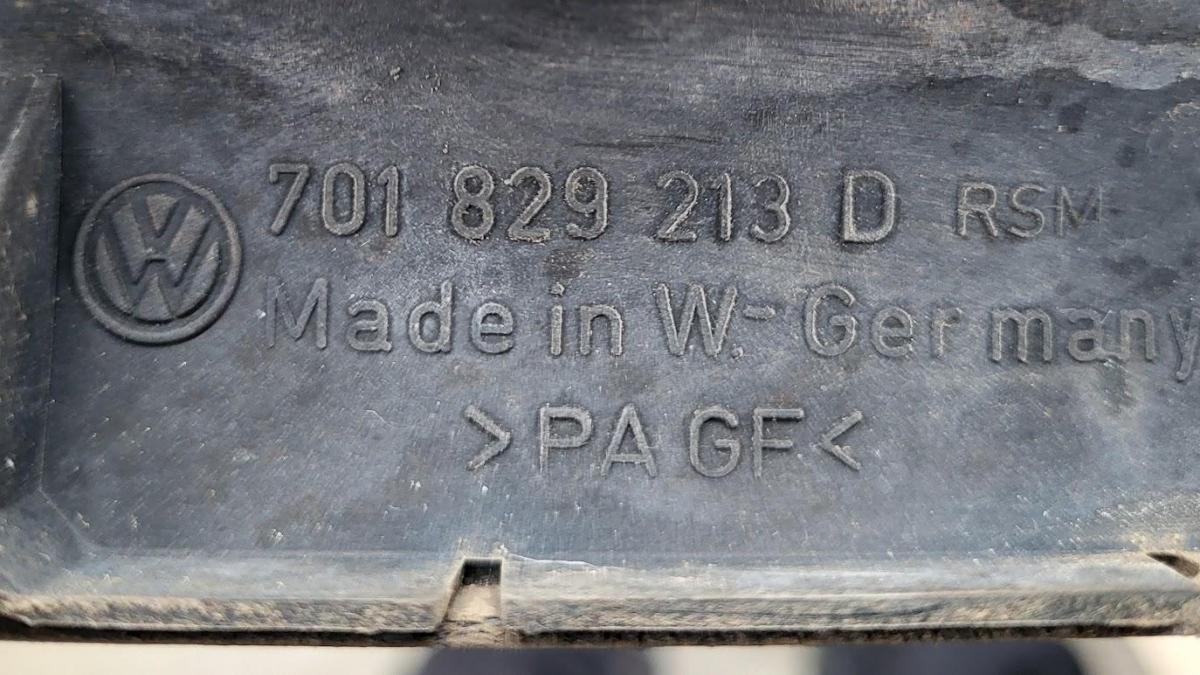 701 829 213 D RSM
Made in W.-Germany
>PA GF<